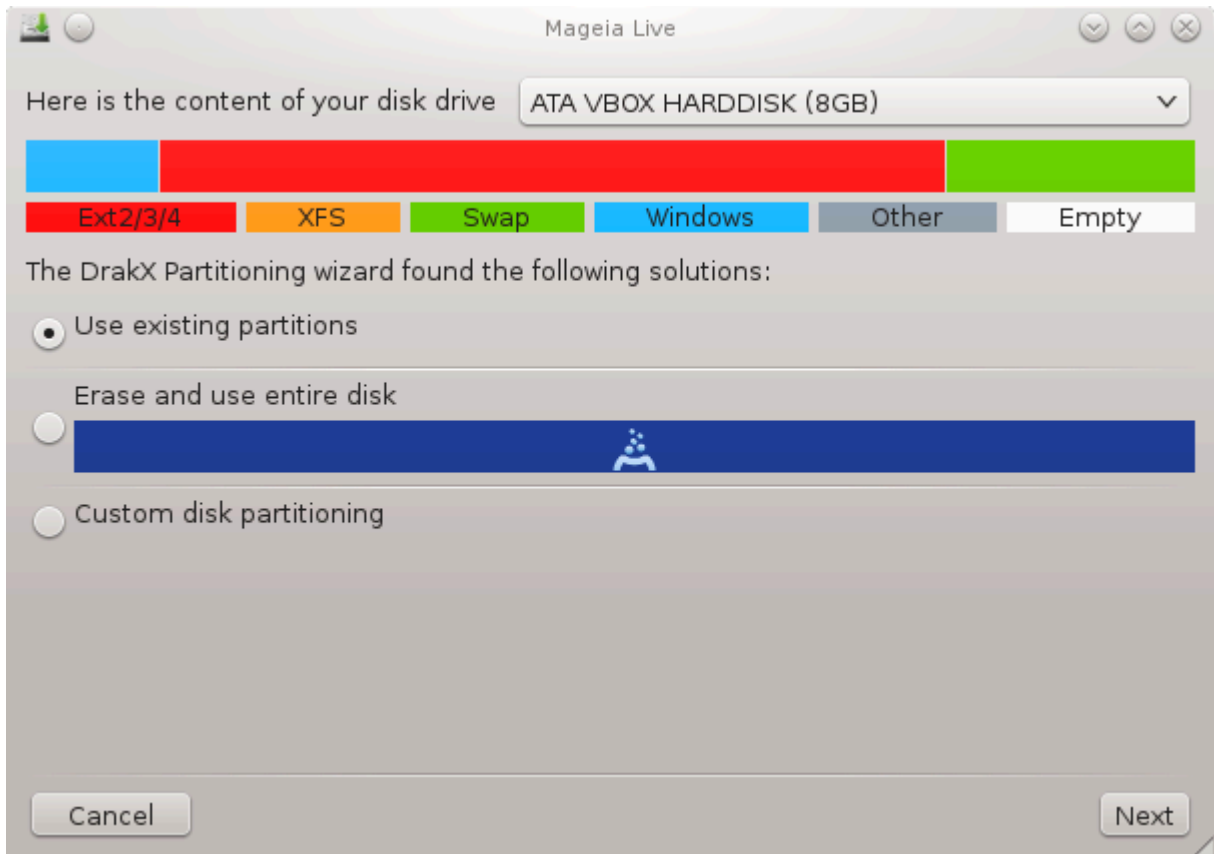 Mageia Live
Here is the content of your disk drive ATA VBOX HARDDISK (8GB)
Ext2/3/4 XFS Swap Windows Other Empty
The DrakX Partitioning wizard found the following solutions:
Use existing partitions
Erase and use entire disk
Custom disk partitioning
Cancel Next